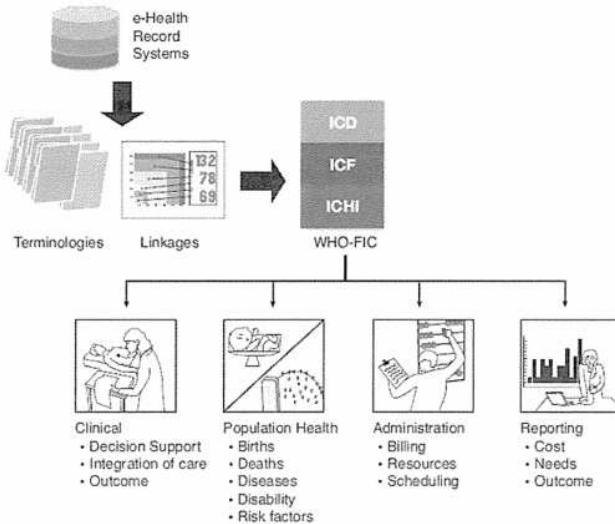 e-Health
Record
Systems
132
78
69
ICD
ICF
ICHI
Terminologies
Linkages
WHO-FIC
Clinical
• Decision Support
• Integration of care
• Outcome
Population Health
• Births
• Deaths
• Diseases
• Disability
• Risk factors
Administration
• Billing
• Resources
• Scheduling
Reporting
• Cost
• Needs
• Outcome